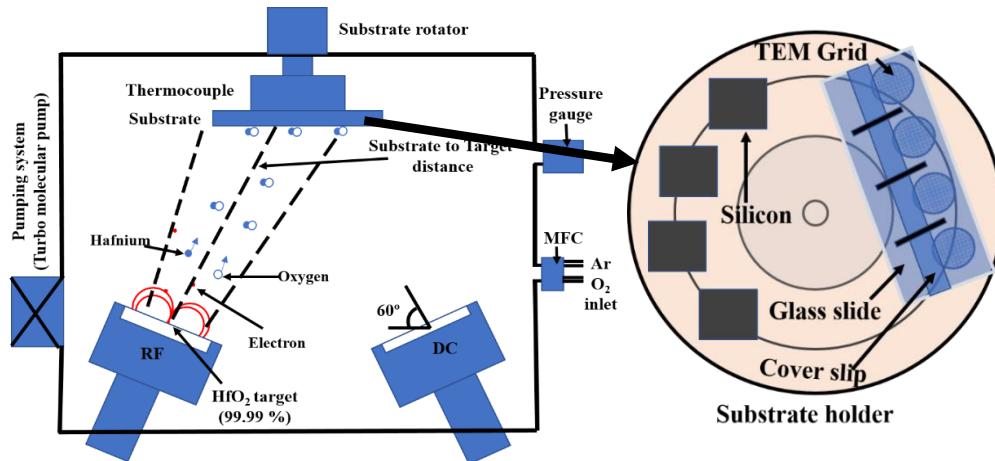 Substrate rotator
Thermocouple
Substrate
Pressure
gauge
Substrate to Target
distance
Pumping system
(Turbo molecular pump)
Hafnium
Oxygen
MFC
Ar
O₂
inlet
60°
Electron
RF
DC
HfO₂ target
(99.99 %)
TEM Grid
Silicon
Glass slide
Cover slip
Substrate holder